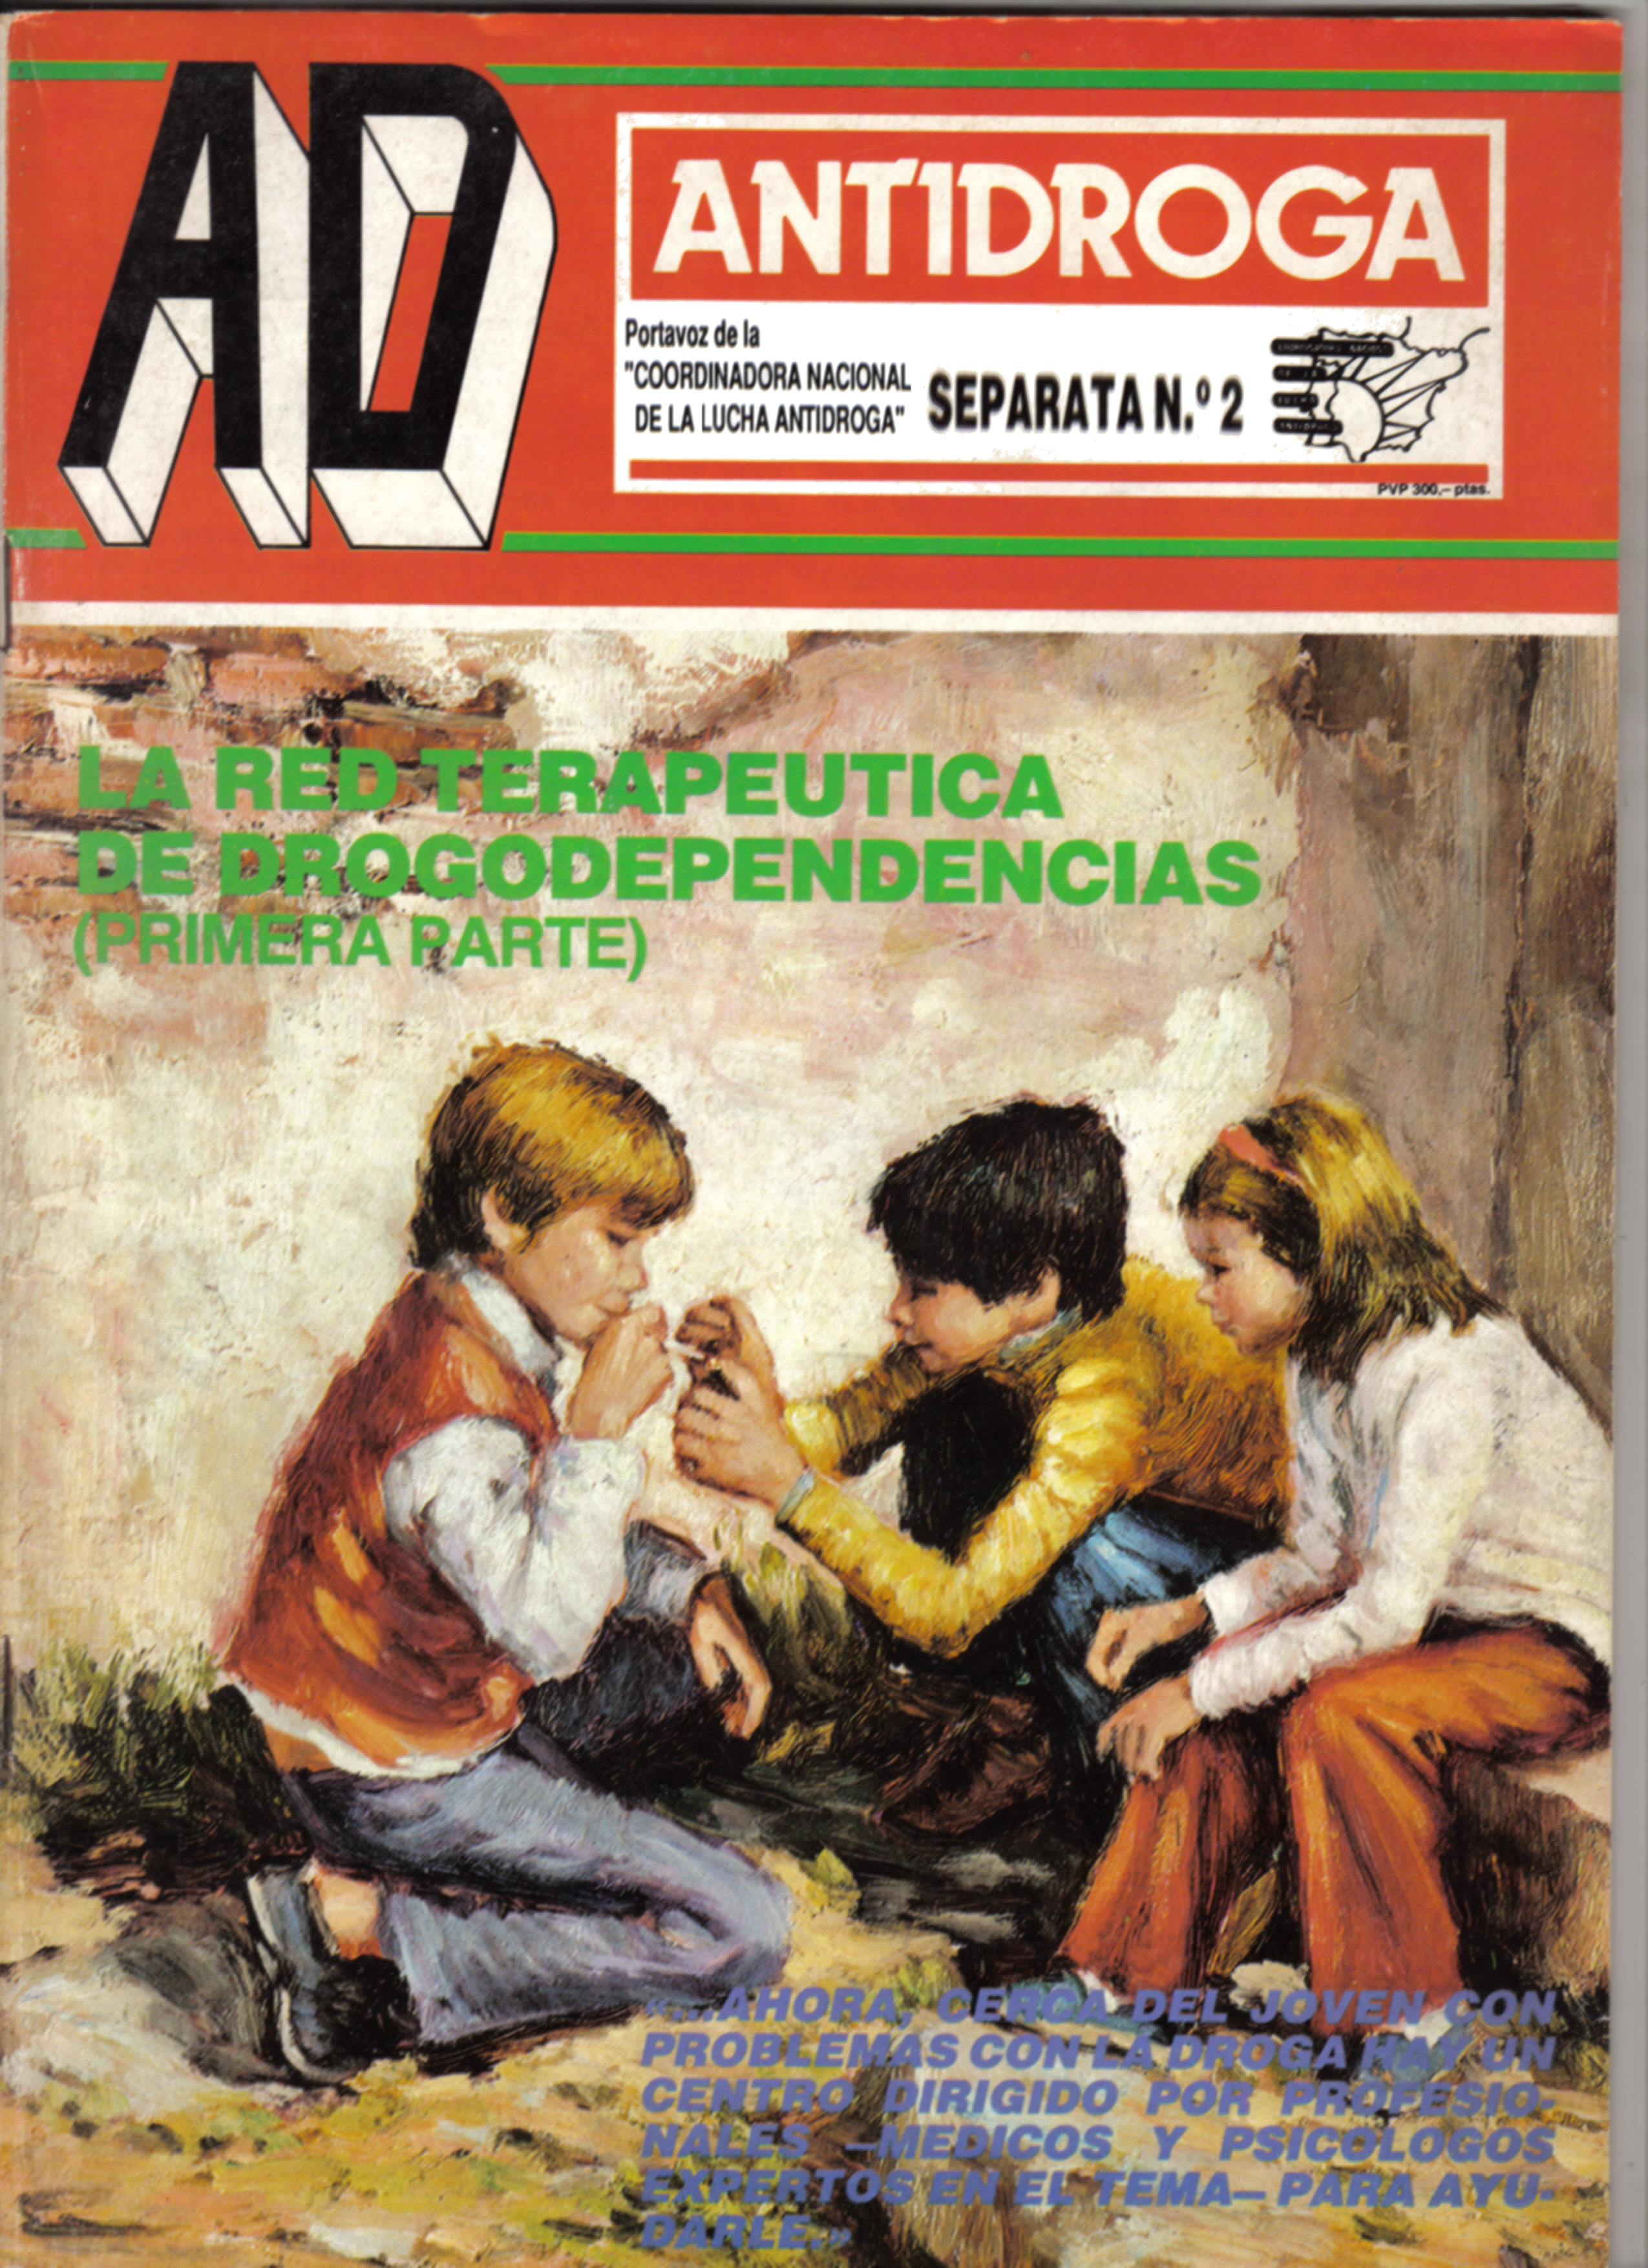 AD
ANTIDROGA
Portavoz de la
"COORDINADORA NACIONAL
DE LA LUCHA ANTIDROGA"
SEPARATA N.º 2
PVP 300,– ptas.
LA RED TERAPEUTICA
DE DROGODEPENDENCIAS
(PRIMERA PARTE)
«...AHORA, CERCA DEL JOVEN CON
PROBLEMAS CON LA DROGA HAY UN
CENTRO DIRIGIDO POR PROFESIO-
NALES –MEDICOS Y PSICOLOGOS
EXPERTOS EN EL TEMA– PARA AYU-
DARLE.»